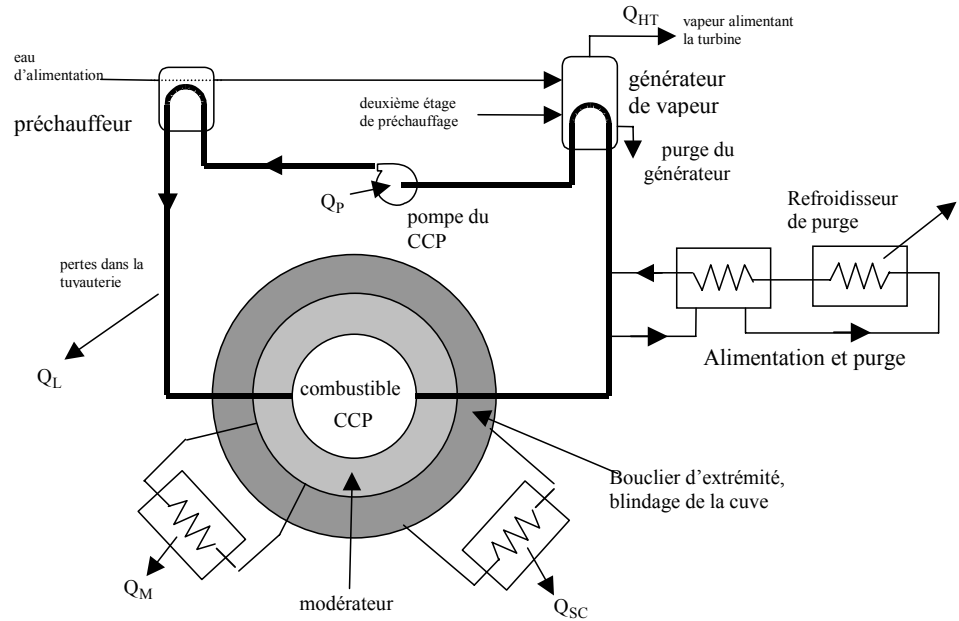 Q_HT
vapeur alimentant
la turbine
eau
d'alimentation
générateur
de vapeur
deuxième étage
de préchauffage
préchauffeur
purge du
générateur
Q_P
pompe du
CCP
Refroidisseur
de purge
pertes dans la
tuyauterie
Alimentation et purge
Q_L
combustible
CCP
Bouclier d'extrémité,
blindage de la cuve
Q_M
modérateur
Q_SC